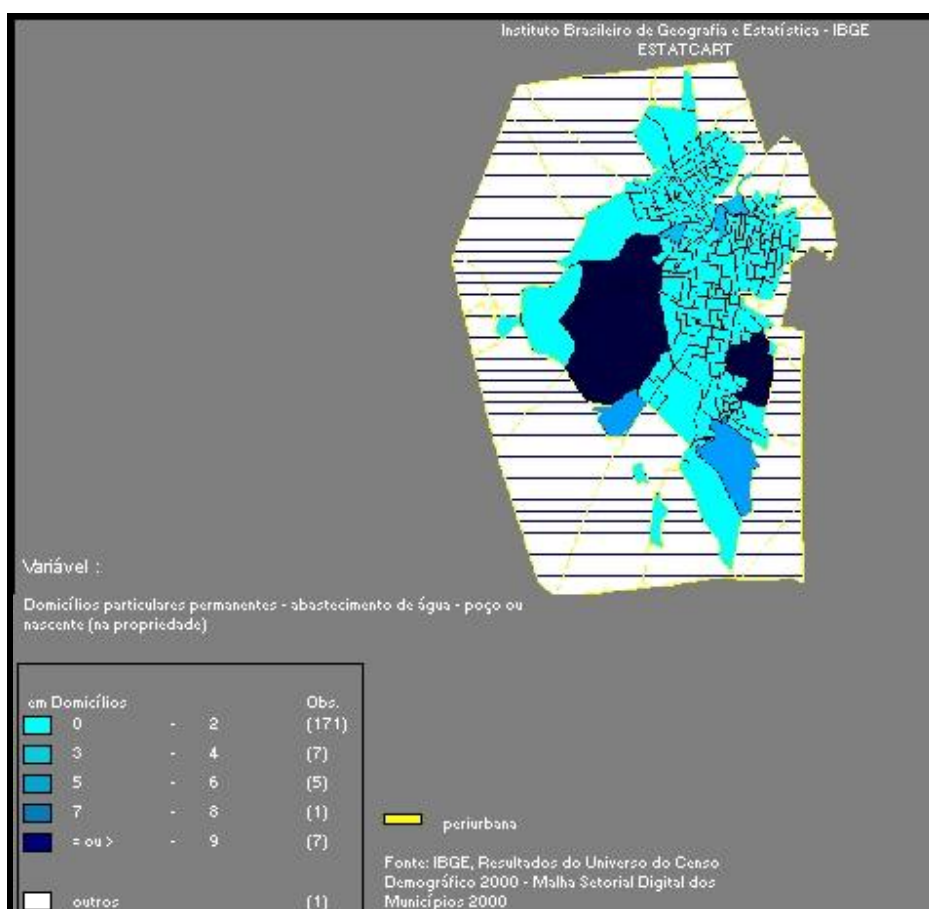 Instituto Brasileiro de Geografia e Estatística - IBGE
ESTATCART
Variável :
Domicílios particulares permanentes - abastecimento de água - poço ou
nascente (na propriedade)
em Domicílios Obs.
0 - 2 (171)
3 - 4 (7)
5 - 6 (5)
7 - 8 (1)
= ou > - 9 (7)
outros (1)
periurbana
Fonte: IBGE, Resultados do Universo do Censo
Demográfico 2000 - Malha Setorial Digital dos
Municípios 2000